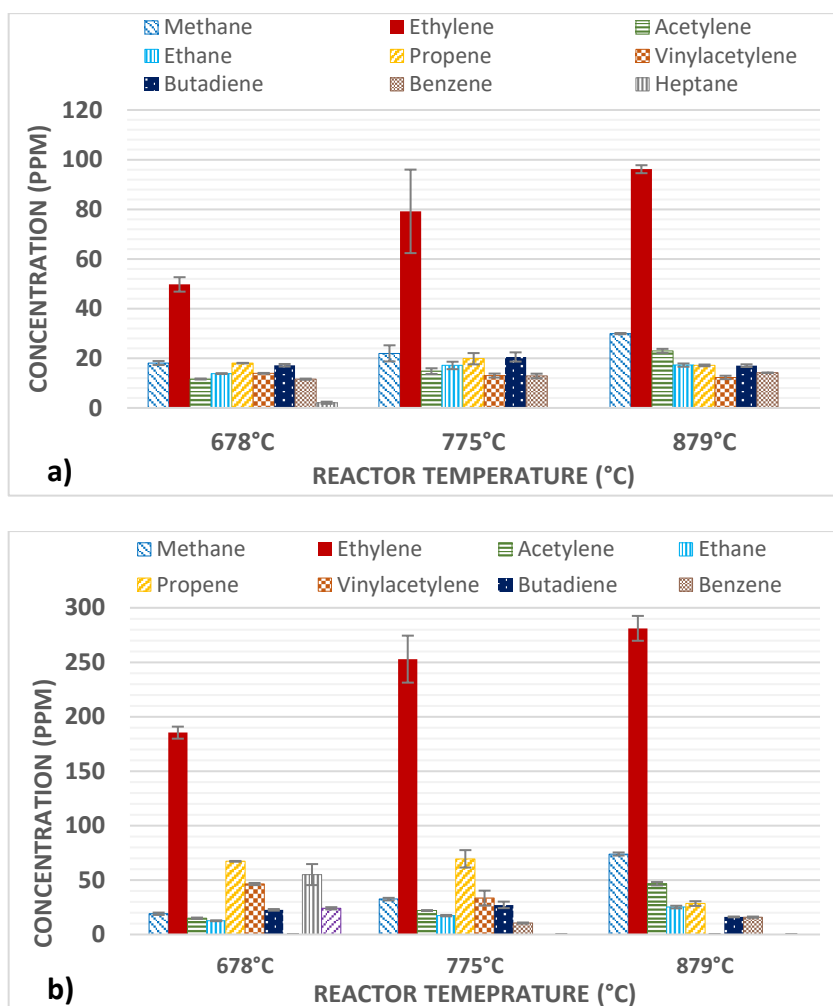 Methane Ethylene Acetylene
Ethane Propene Vinylacetylene
Butadiene Benzene Heptane
CONCENTRATION (PPM)
120
100
80
60
40
20
0
678°C 775°C 879°C
REACTOR TEMPERATURE (°C)
a)
Methane Ethylene Acetylene Ethane
Propene Vinylacetylene Butadiene Benzene
CONCENTRATION (PPM)
300
250
200
150
100
50
0
678°C 775°C 879°C
REACTOR TEMEPRATURE (°C)
b)